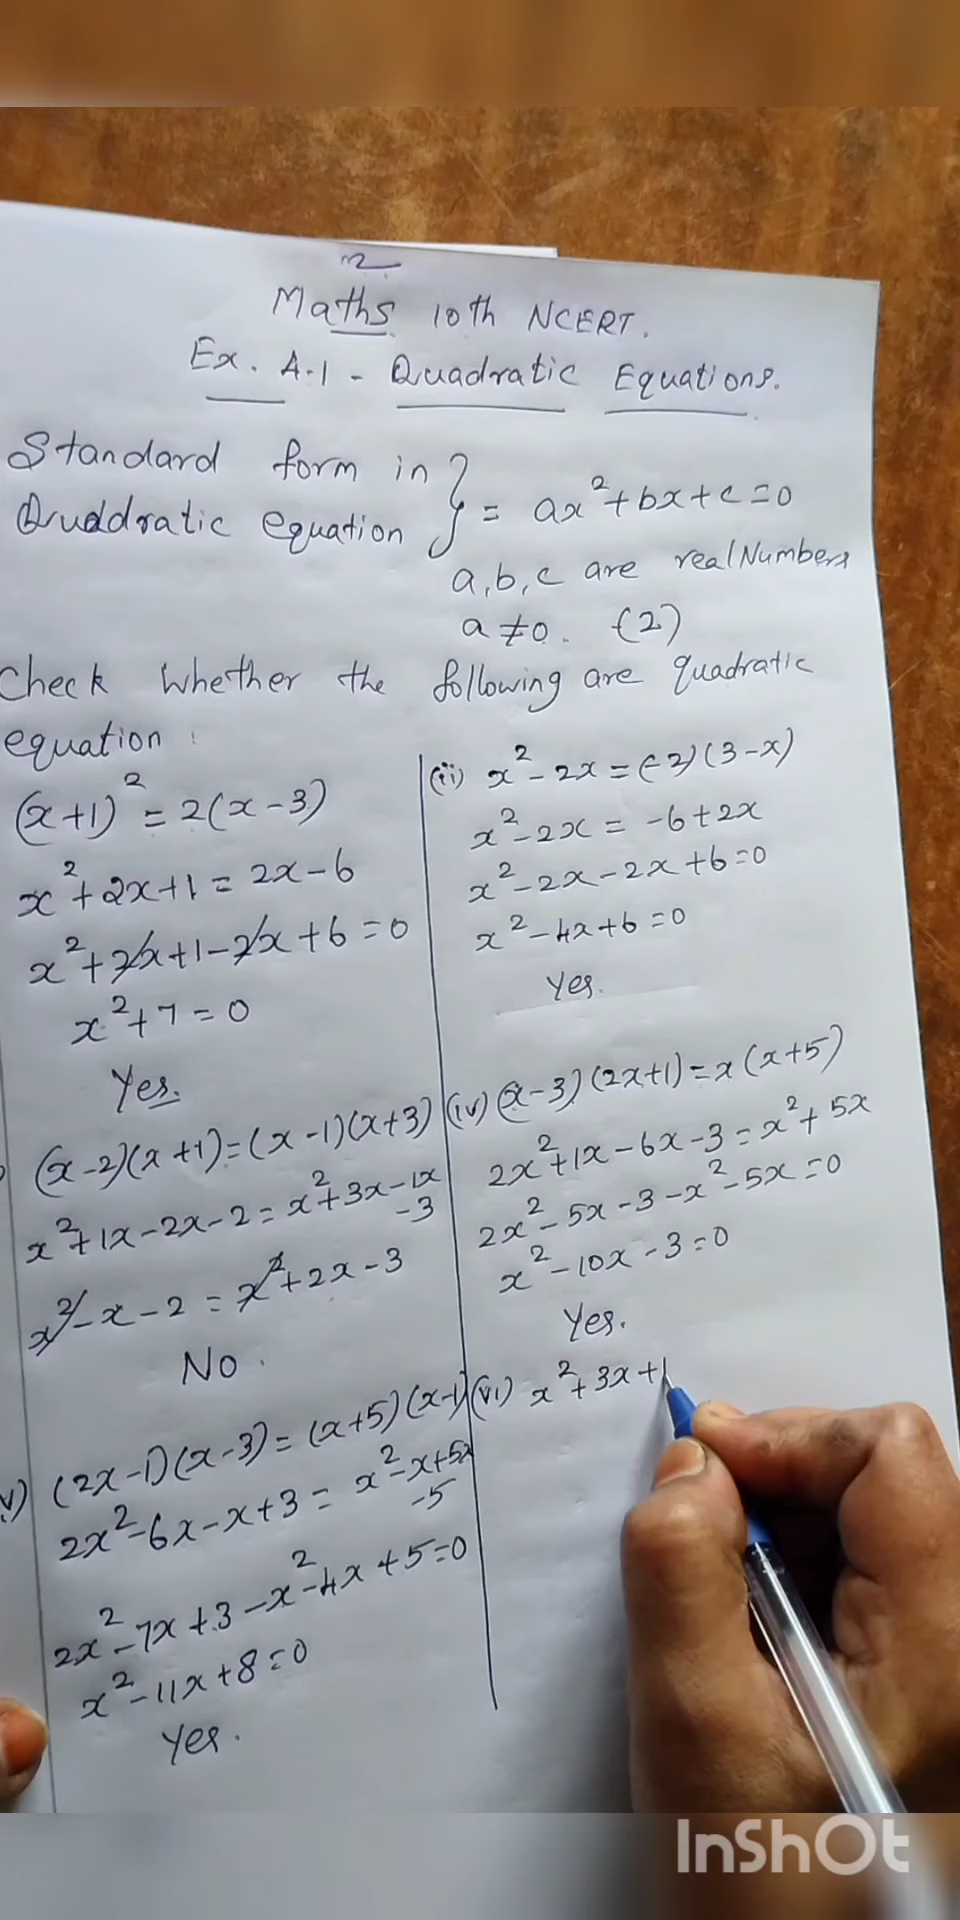 Maths 10th NCERT.
Ex. 4.1 - Quadratic Equations.
Standard form in
Quddratic equation } = ax²+bx+c=0
a,b,c are real Numbers
a≠0. (2)
Check whether the following are quadratic
equation:
(x+1)² = 2(x-3)
x²+2x+1 = 2x-6
x²+2x+1-2x+6=0
x²+7=0
Yes.
(ii) x²-2x=(-2)(3-x)
x²-2x = -6+2x
x²-2x-2x+6=0
x²-4x+6=0
Yes.
(x-2)(x+1)=(x-1)(x+3)
x²+1x-2x-2=x²+3x-1x
-3
x²-x-2=x²+2x-3
No.
(iv) (x-3)(2x+1)=x(x+5)
2x²+1x-6x-3=x²+5x
2x²-5x-3-x²-5x=0
x²-10x-3=0
Yes.
v) (2x-1)(x-3)=(x+5)(x-1)
2x²-6x-x+3=x²-x+5x
-5
2x²-7x+3-x²-4x+5=0
x²-11x+8=0
Yes.
(vi) x²+3x+1
InShOt